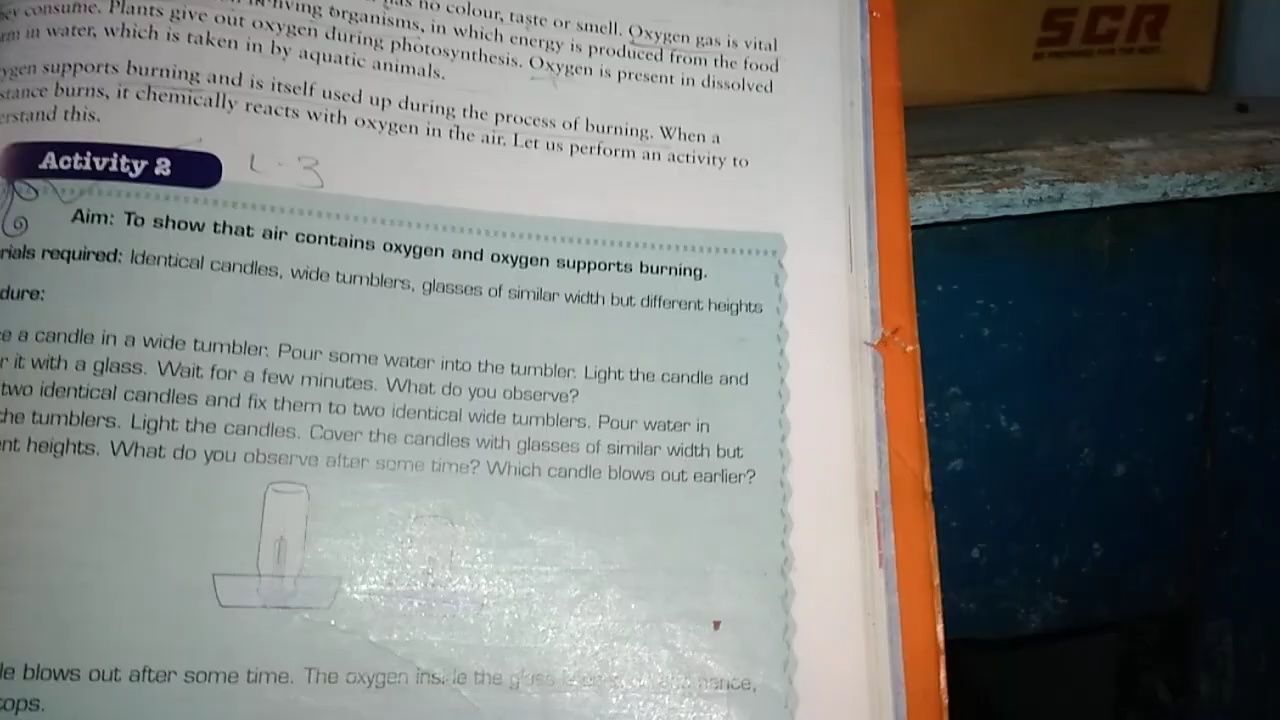 no colour, taste or smell. Oxygen gas is vital
living organisms, in which energy is produced from the food
consume. Plants give out oxygen during photosynthesis. Oxygen is present in dissolved
in water, which is taken in by aquatic animals.
ygen supports burning and is itself used up during the process of burning. When a
stance burns, it chemically reacts with oxygen in the air. Let us perform an activity to
erstand this.
Activity 2
L-3
Aim: To show that air contains oxygen and oxygen supports burning.
rials required: Identical candles, wide tumblers, glasses of similar width but different heights
dure:
e a candle in a wide tumbler. Pour some water into the tumbler. Light the candle and
r it with a glass. Wait for a few minutes. What do you observe?
two identical candles and fix them to two identical wide tumblers. Pour water in
the tumblers. Light the candles. Cover the candles with glasses of similar width but
nt heights. What do you observe after some time? Which candle blows out earlier?
le blows out after some time. The oxygen inside the glass
ops.
SCR